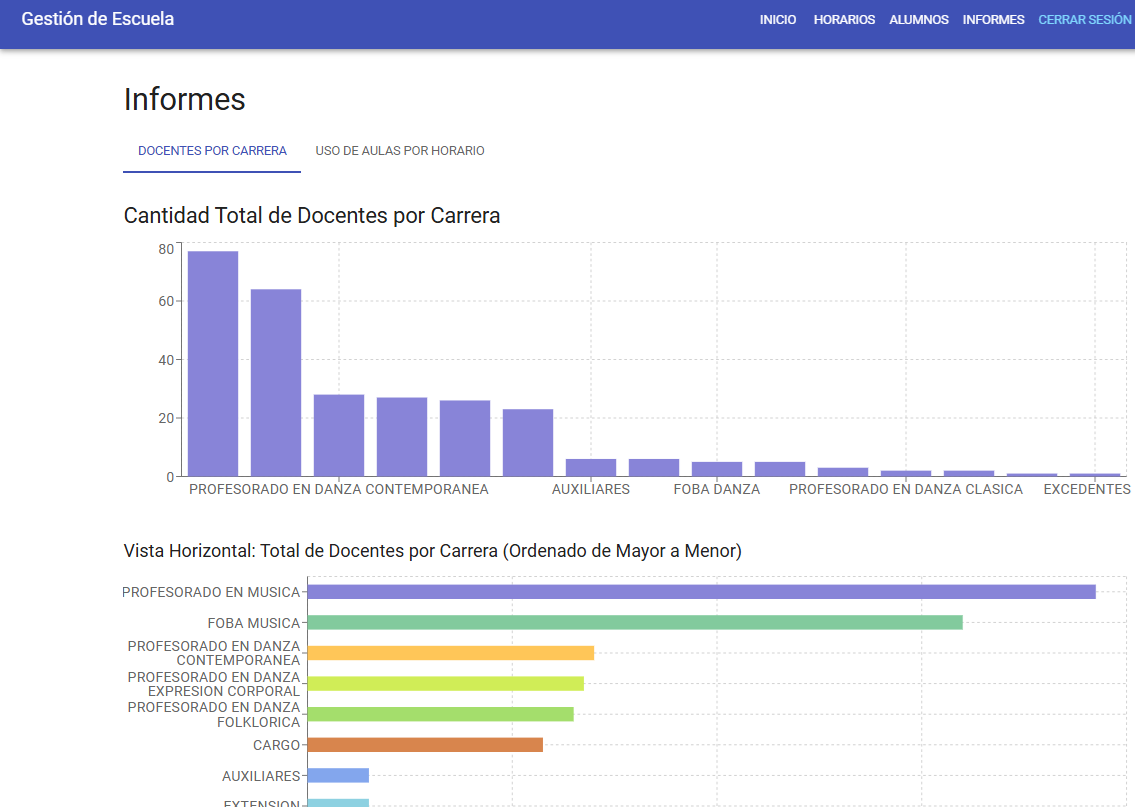 Gestión de Escuela
INICIO HORARIOS ALUMNOS INFORMES CERRAR SESIÓN
Informes
DOCENTES POR CARRERA USO DE AULAS POR HORARIO
Cantidad Total de Docentes por Carrera
80
60
40
20
0
PROFESORADO EN DANZA CONTEMPORANEA AUXILIARES FOBA DANZA PROFESORADO EN DANZA CLASICA EXCEDENTES
Vista Horizontal: Total de Docentes por Carrera (Ordenado de Mayor a Menor)
PROFESORADO EN MUSICA
FOBA MUSICA
PROFESORADO EN DANZA
CONTEMPORANEA
PROFESORADO EN DANZA
EXPRESION CORPORAL
PROFESORADO EN DANZA
FOLKLORICA
CARGO
AUXILIARES
EXTENSION